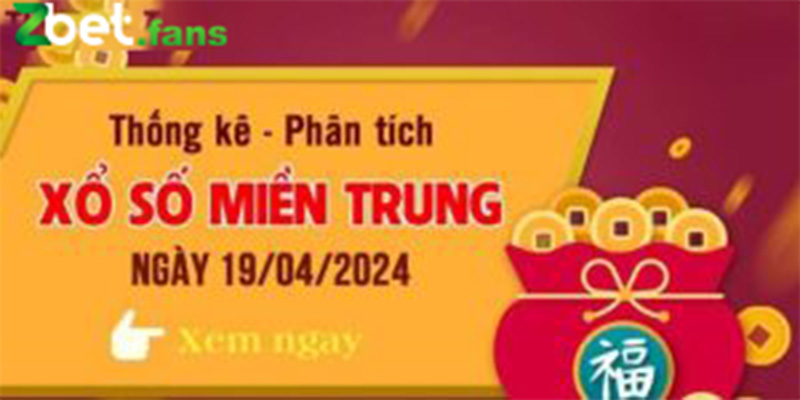 Zbet.fans
Thống kê - Phân tích
XỔ SỐ MIỀN TRUNG
NGÀY 19/04/2024
Xem ngay
福